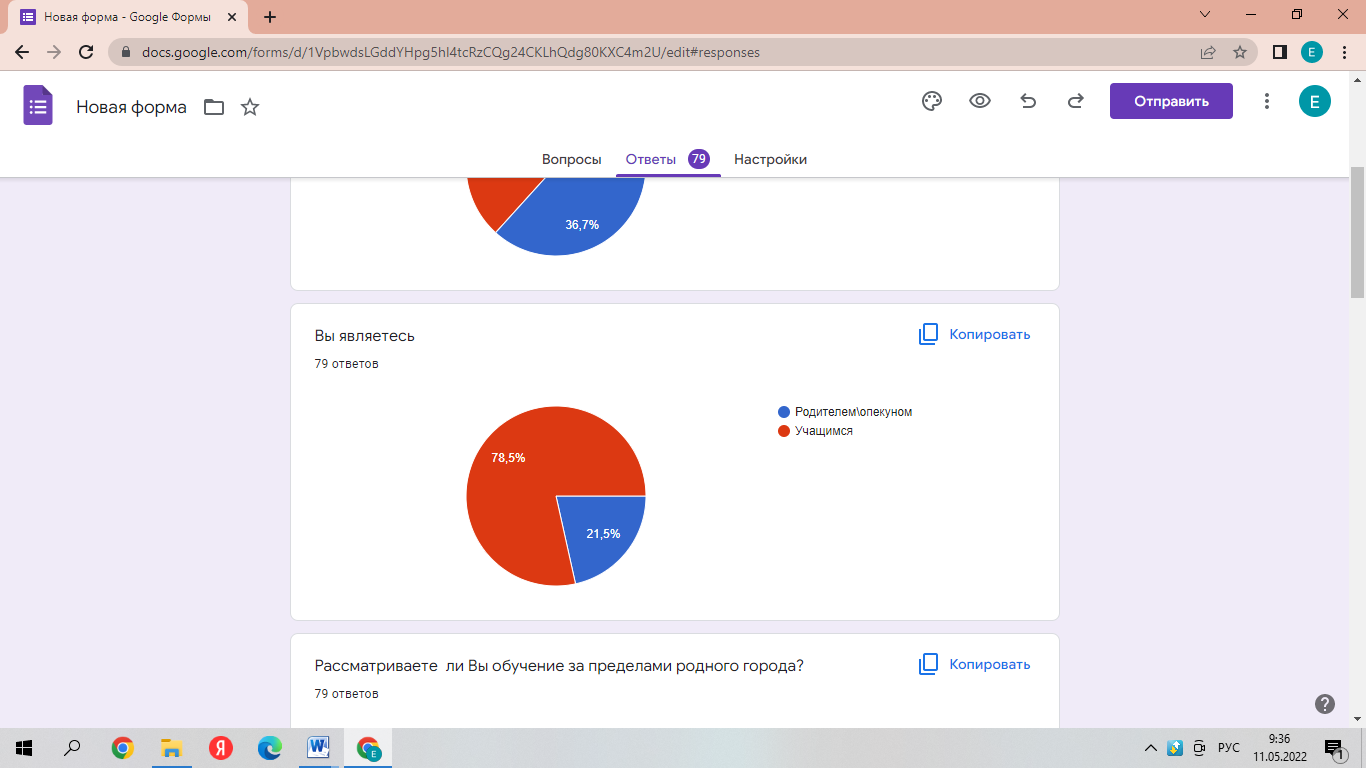 Новая форма - Google Формы
docs.google.com/forms/d/1VpbwdsLGddYHpg5hl4tcRzCQg24CKLhQdg80KXC4m2U/edit#responses
E
Новая форма
Отправить
E
Вопросы
Ответы 79
Настройки
36,7%
Вы являетесь
Копировать
79 ответов
Родителем\опекуном
Учащимся
78,5%
21,5%
Рассматриваете ли Вы обучение за пределами родного города?
Копировать
79 ответов
?
Я
W
E
РУС
9:36
11.05.2022
1